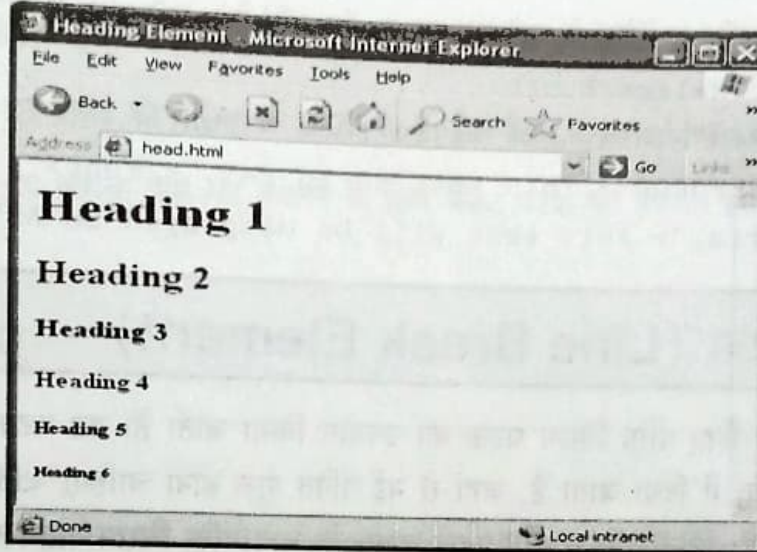 Heading Element - Microsoft Internet Explorer
File Edit View Favorites Tools Help
Back Search Favorites
Address head.html Go Links
Heading 1
Heading 2
Heading 3
Heading 4
Heading 5
Heading 6
Done Local intranet